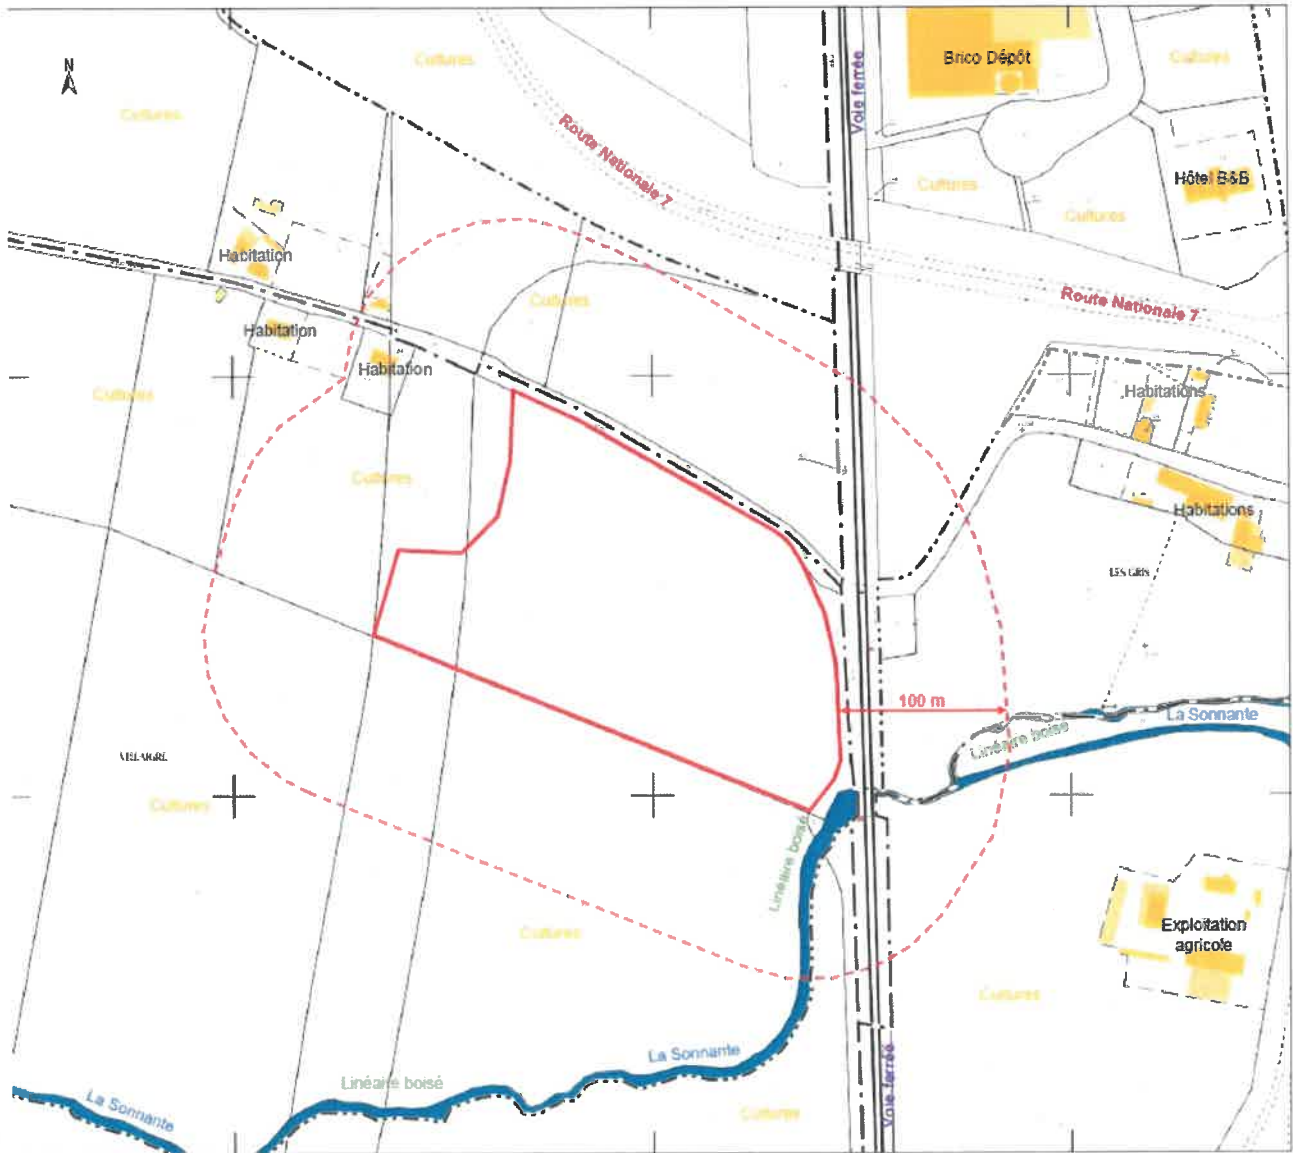 N
Cultures
Cultures
Route Nationale 7
Voie ferrée
Brico Dépôt
Cultures
Cultures
Hôtel B&B
Cultures
Habitation
Habitation
Habitation
Cultures
Cultures
Cultures
Route Nationale 7
Habitations
Habitations
LES GRIS
100 m
La Sonnante
Linéaire boisé
VILLAIGRE
Cultures
Linéaire boisé
Cultures
Exploitation
agricole
Cultures
La Sonnante
Linéaire boisé
La Sonnante
Cultures
Voie ferrée